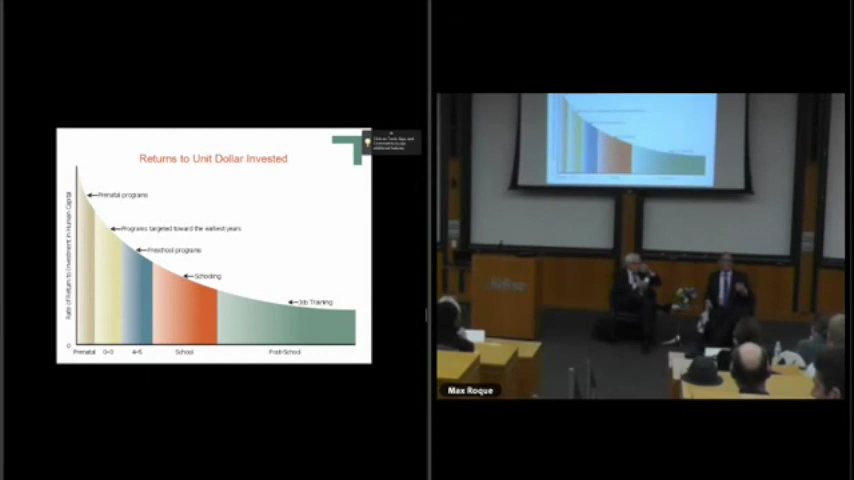 Returns to Unit Dollar Invested
Rate of Return to Investment in Human Capital
Prenatal programs
Programs targeted toward the earliest years
Preschool programs
Schooling
Job Training
0
Prenatal 0-3 4-5 School Post-School
Max Roque